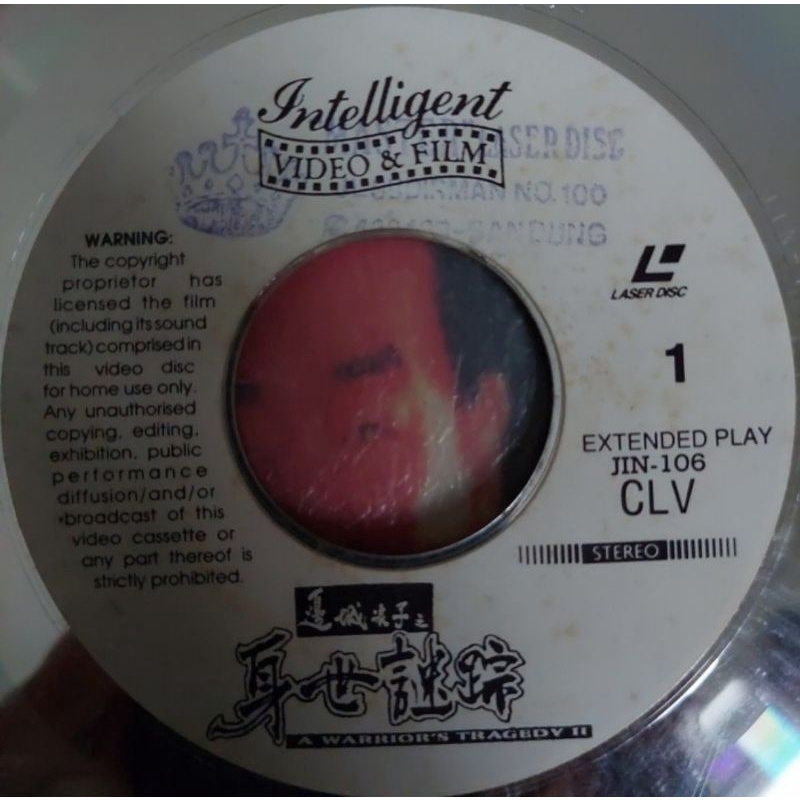 Intelligent
VIDEO & FILM
LASER DISC
NO. 100
BANDUNG
WARNING:
The copyright
proprietor has
licensed the film
(including its sound
track) comprised in
this video disc
for home use only.
Any unauthorised
copying, editing,
exhibition, public
performance
diffusion/and/or
broadcast of this
video cassette or
any part thereof is
strictly prohibited.
LASER DISC
1
EXTENDED PLAY
JIN-106
CLV
STEREO
邊城浪子之
身世謎踪
A WARRIOR'S TRAGEDY II